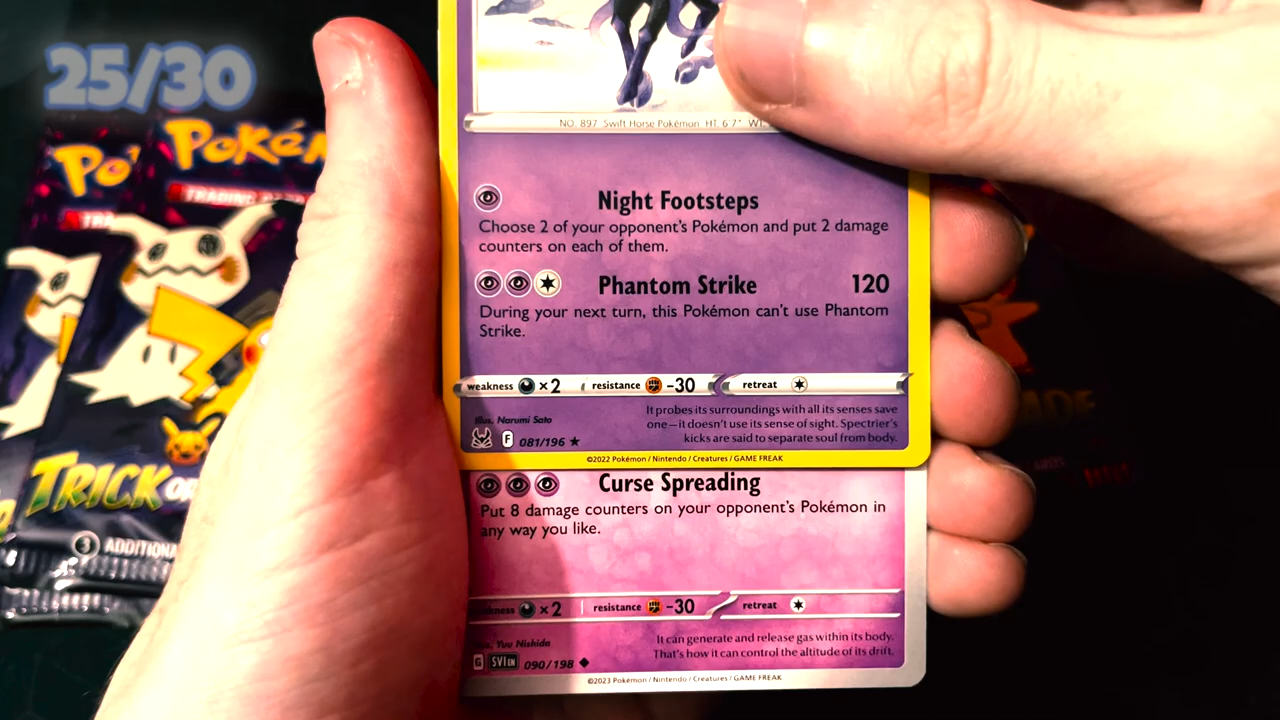 25/30
Poké
TRADING
TRICK
3 ADDITIONA
NO. 897 Swift Horse Pokémon HT. 6'7"
Night Footsteps
Choose 2 of your opponent's Pokémon and put 2 damage
counters on each of them.
Phantom Strike 120
During your next turn, this Pokémon can't use Phantom
Strike.
weakness ×2 resistance -30 retreat
Illus. Narumi Sato
F 081/196 ★
It probes its surroundings with all its senses save
one—it doesn't use its sense of sight. Spectrier's
kicks are said to separate soul from body.
©2022 Pokémon / Nintendo / Creatures / GAME FREAK
Curse Spreading
Put 8 damage counters on your opponent's Pokémon in
any way you like.
×2 resistance -30 retreat
Yuu Nishida
G SVI EN 090/198 ◆
It can generate and release gas within its body.
That's how it can control the altitude of its drift.
©2023 Pokémon / Nintendo / Creatures / GAME FREAK